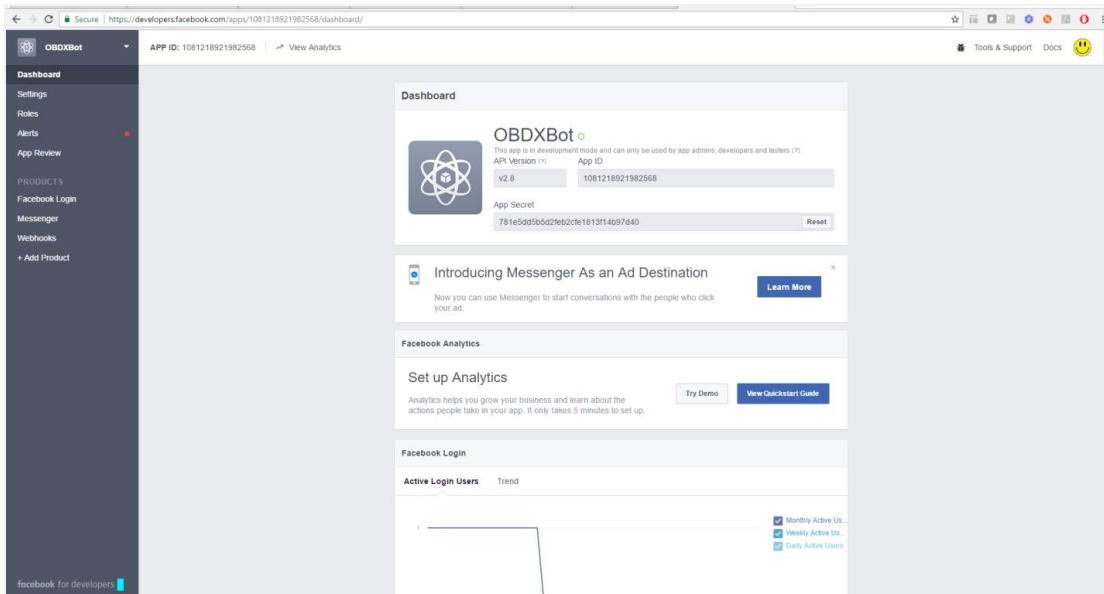 Secure | https://developers.facebook.com/apps/1081218921982568/dashboard/
OBDXBot
APP ID: 1081218921982568
View Analytics
Tools & Support
Docs
Dashboard
Settings
Roles
Alerts
App Review
PRODUCTS
Facebook Login
Messenger
Webhooks
+ Add Product
facebook for developers
Dashboard
OBDXBot
This app is in development mode and can only be used by app admins, developers and testers [?]
API Version [?] App ID
v2.8 1081218921982568
App Secret
781e5dd5b5d2feb2cfe1813f14b97d40 Reset
Introducing Messenger As an Ad Destination
Now you can use Messenger to start conversations with the people who click
your ad.
Learn More
Facebook Analytics
Set up Analytics
Analytics helps you grow your business and learn about the
actions people take in your app. It only takes 5 minutes to set up.
Try Demo
View Quickstart Guide
Facebook Login
Active Login Users Trend
1
Monthly Active Us...
Weekly Active Us...
Daily Active Users